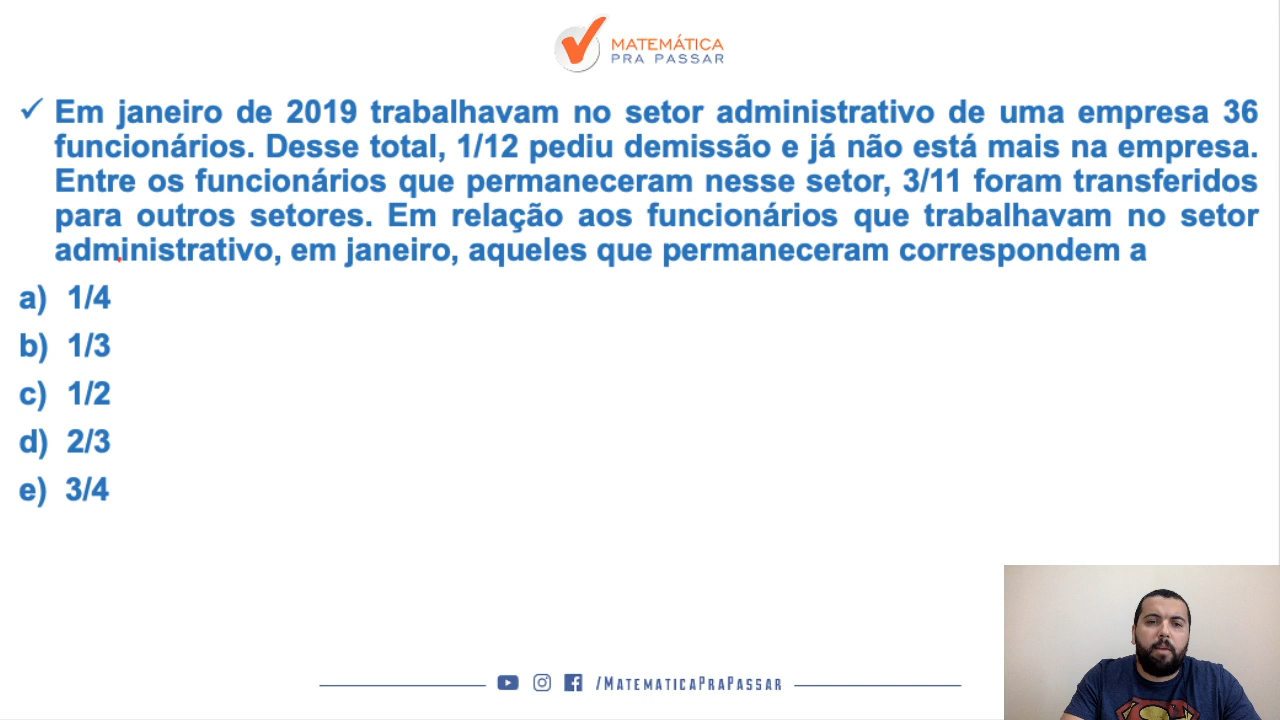 MATEMÁTICA
PRA PASSAR
✓ Em janeiro de 2019 trabalhavam no setor administrativo de uma empresa 36
funcionários. Desse total, 1/12 pediu demissão e já não está mais na empresa.
Entre os funcionários que permaneceram nesse setor, 3/11 foram transferidos
para outros setores. Em relação aos funcionários que trabalhavam no setor
administrativo, em janeiro, aqueles que permaneceram correspondem a
a) 1/4
b) 1/3
c) 1/2
d) 2/3
e) 3/4
/MATEMATICAPRAPASSAR